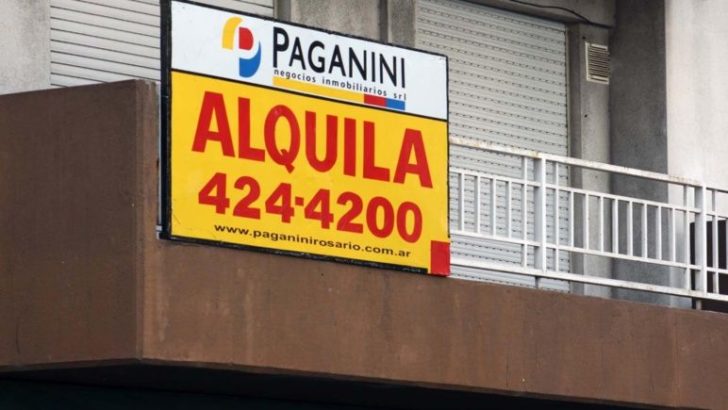 PAGANINI
negocios inmobiliarios srl
ALQUILA
424-4200
www.paganinirosario.com.ar